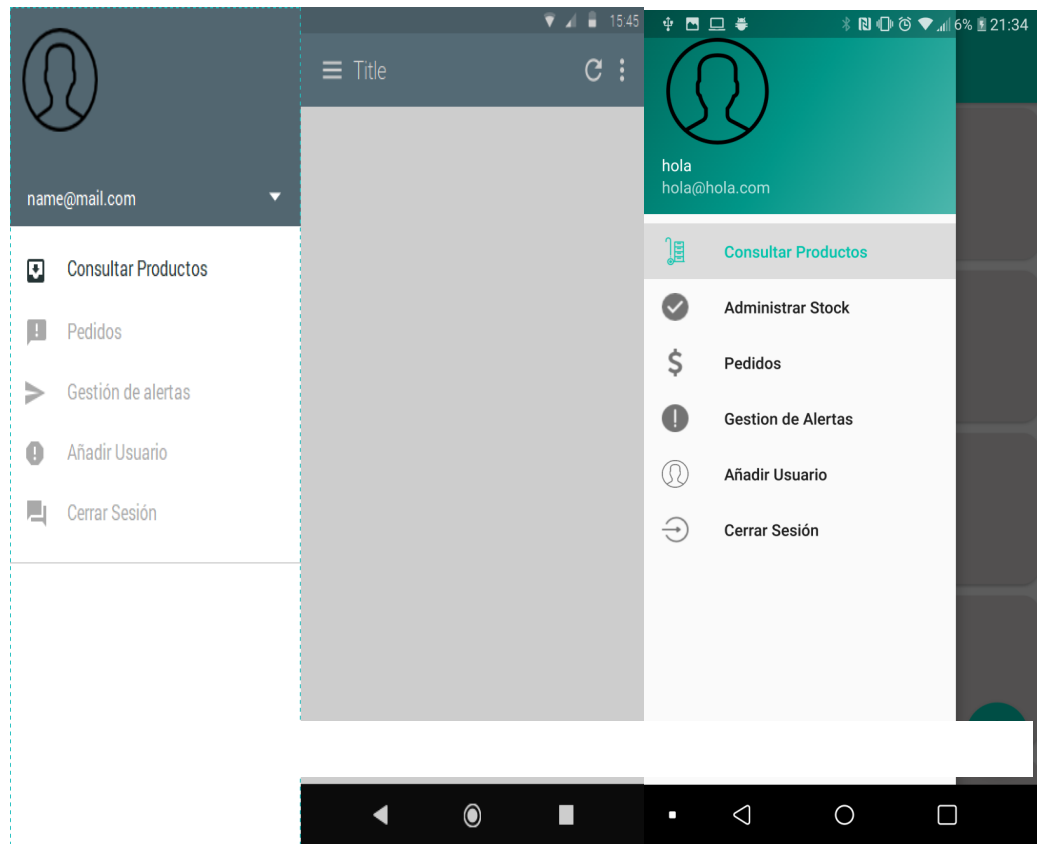 15:45
Title
name@mail.com
Consultar Productos
Pedidos
Gestión de alertas
Añadir Usuario
Cerrar Sesión
6% 21:34
hola
hola@hola.com
Consultar Productos
Administrar Stock
Pedidos
Gestion de Alertas
Añadir Usuario
Cerrar Sesión